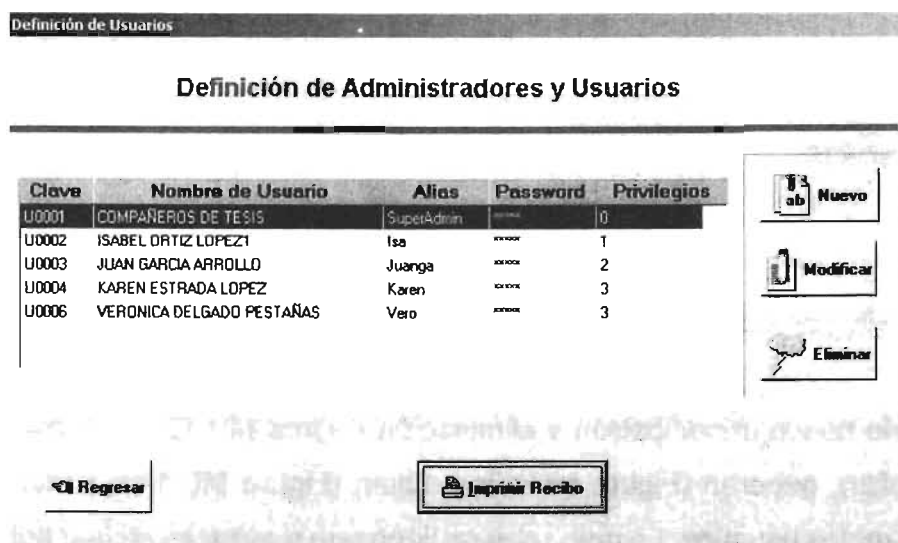 Definición de Usuarios
Definición de Administradores y Usuarios
Clave Nombre de Usuario Alias Password Privilegios
U0001 COMPAÑEROS DE TESIS SuperAdmin ***** 0
U0002 ISABEL ORTIZ LOPEZ1 Isa ***** 1
U0003 JUAN GARCIA ARROLLO Juanga ***** 2
U0004 KAREN ESTRADA LOPEZ Karen ***** 3
U0006 VERONICA DELGADO PESTAÑAS Vero ***** 3
ab Nuevo
Modificar
Eliminar
Regresar
Imprimir Recibo